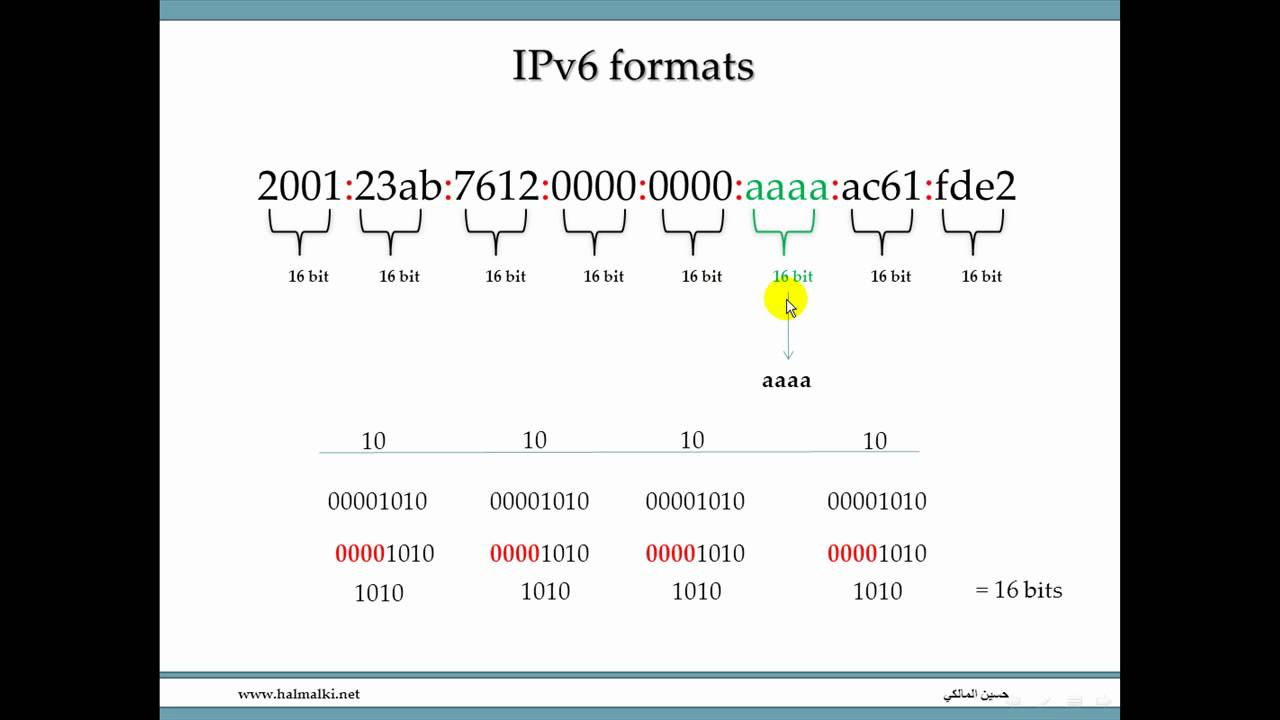 IPv6 formats
2001:23ab:7612:0000:0000:aaaa:ac61:fde2
16 bit 16 bit 16 bit 16 bit 16 bit 16 bit 16 bit 16 bit
aaaa
10 10 10 10
00001010 00001010 00001010 00001010
00001010 00001010 00001010 00001010
1010 1010 1010 1010 = 16 bits
www.halmalki.net حسين المالكي